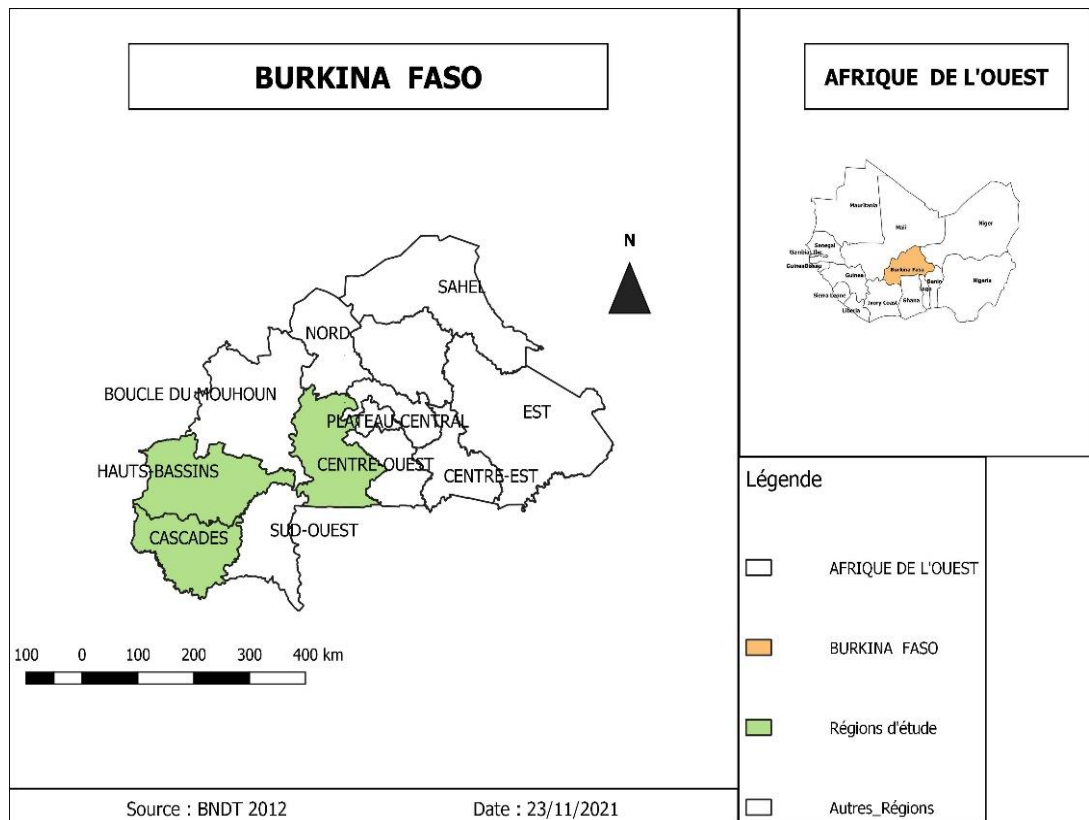 BURKINA FASO
N
SAHEL
NORD
BOUCLE DU MOUHOUN
EST
PLATEAU-CENTRAL
HAUTS-BASSINS
CENTRE-OUEST
CENTRE-EST
SUD-OUEST
CASCADES
100 0 100 200 300 400 km
Source : BNDT 2012 Date : 23/11/2021
AFRIQUE DE L'OUEST
Mauritania
Mali
Niger
Senegal
Burkina Faso
Guinea
Benin
Nigeria
Sierra Leone
Ivory Coast
Ghana
Liberia
Légende
AFRIQUE DE L'OUEST
BURKINA FASO
Régions d'étude
Autres_Régions